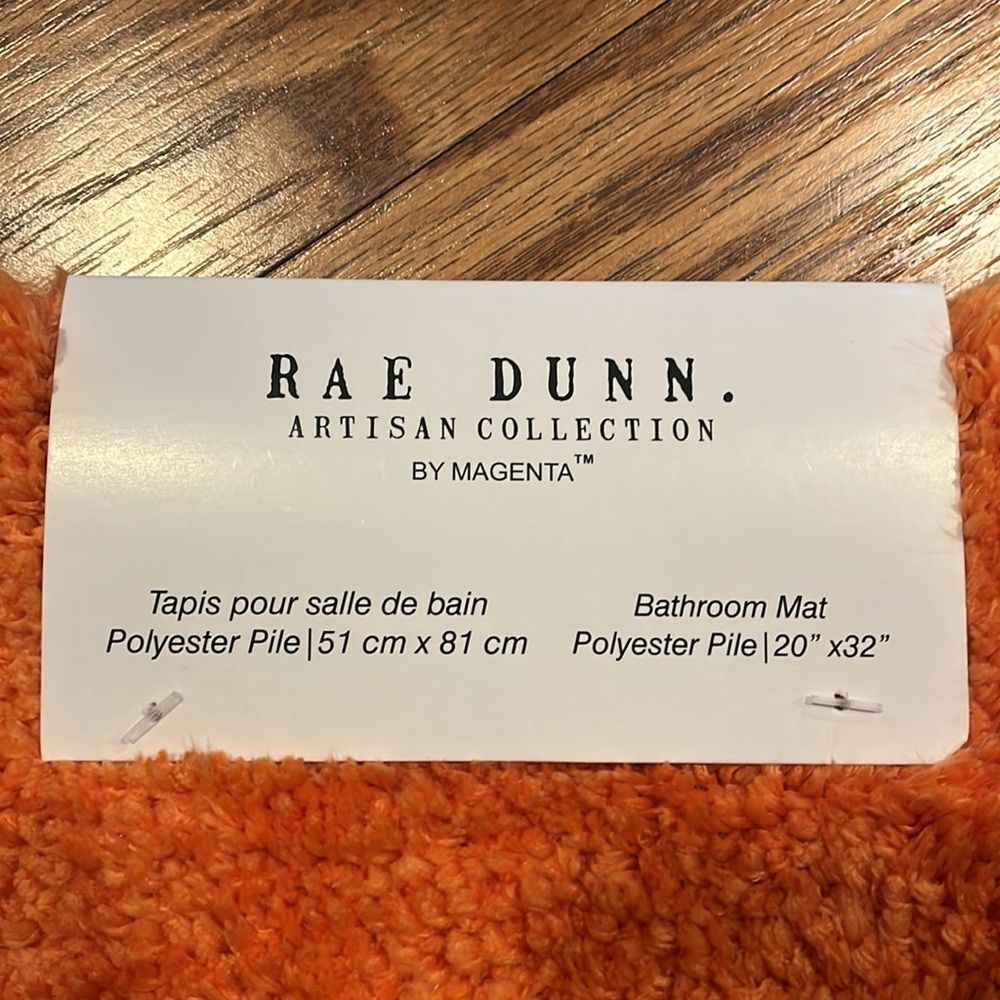 RAE DUNN.
ARTISAN COLLECTION
BY MAGENTA™
Tapis pour salle de bain
Polyester Pile|51 cm x 81 cm
Bathroom Mat
Polyester Pile|20” x32”